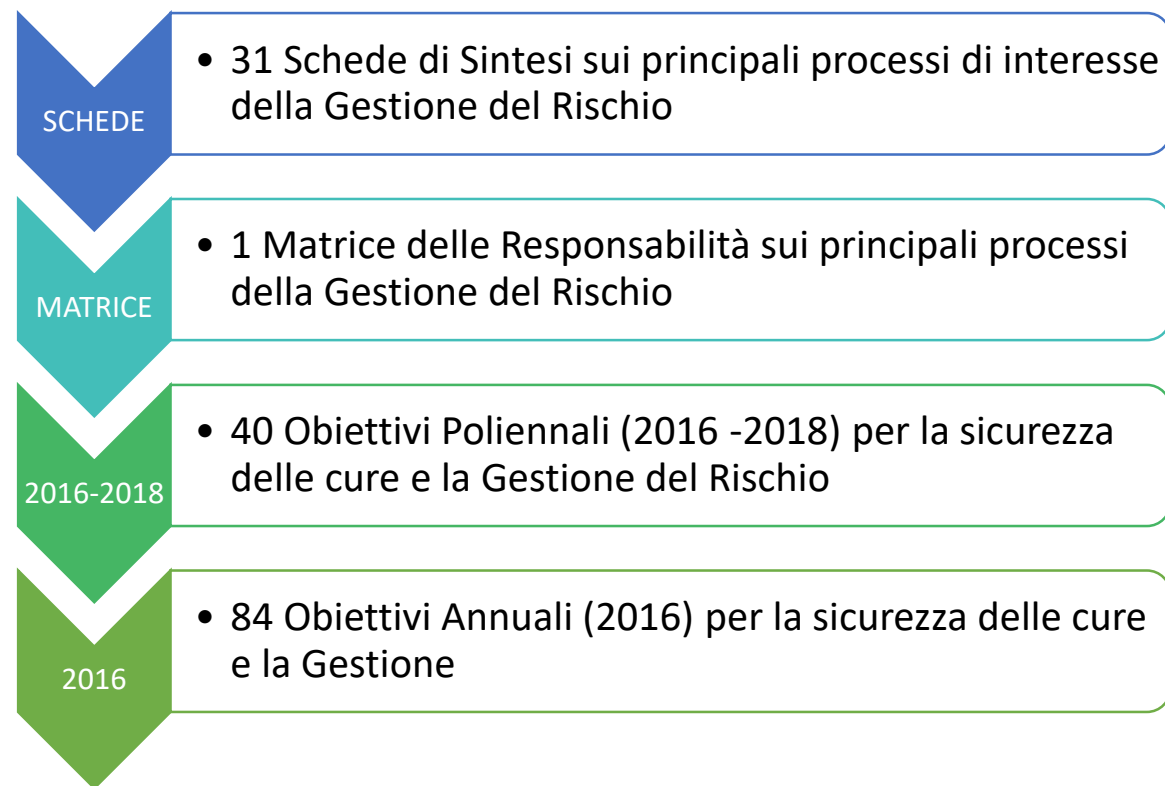 SCHEDE
• 31 Schede di Sintesi sui principali processi di interesse
della Gestione del Rischio
MATRICE
• 1 Matrice delle Responsabilità sui principali processi
della Gestione del Rischio
2016-2018
• 40 Obiettivi Poliennali (2016 -2018) per la sicurezza
delle cure e la Gestione del Rischio
2016
• 84 Obiettivi Annuali (2016) per la sicurezza delle cure
e la Gestione